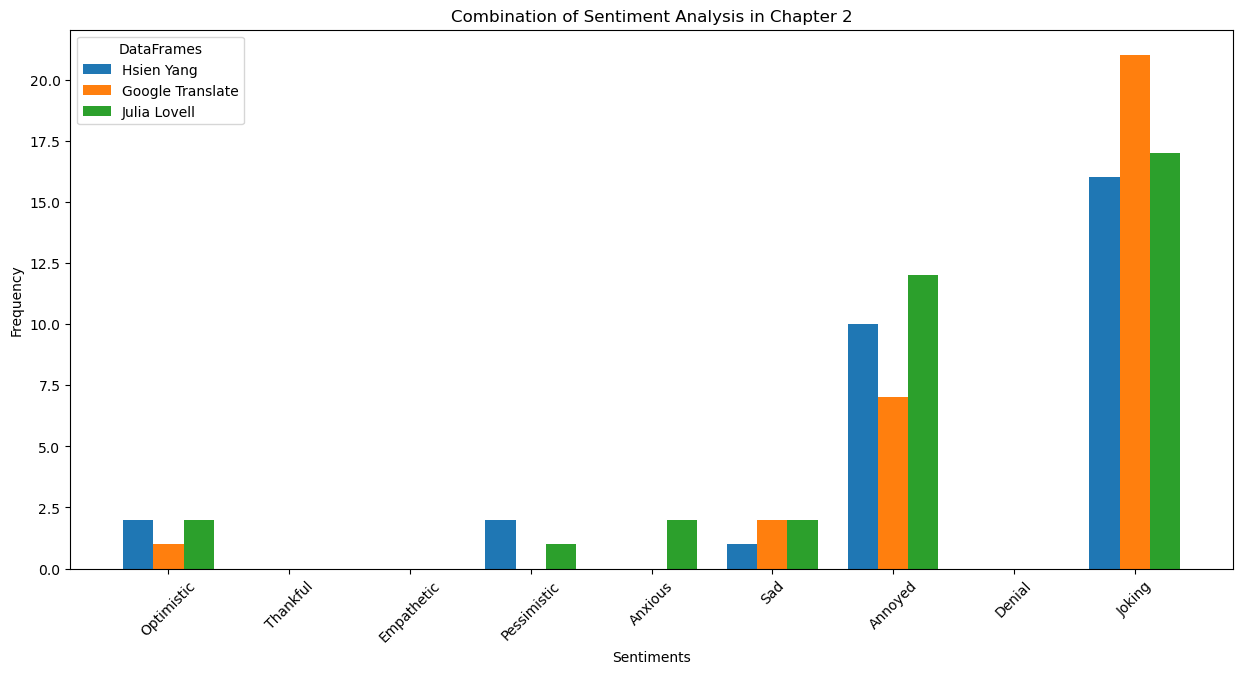 Combination of Sentiment Analysis in Chapter 2
DataFrames
Hsien Yang
Google Translate
Julia Lovell
Frequency
20.0
17.5
15.0
12.5
10.0
7.5
5.0
2.5
0.0
Optimistic
Thankful
Empathetic
Pessimistic
Anxious
Sad
Annoyed
Denial
Joking
Sentiments